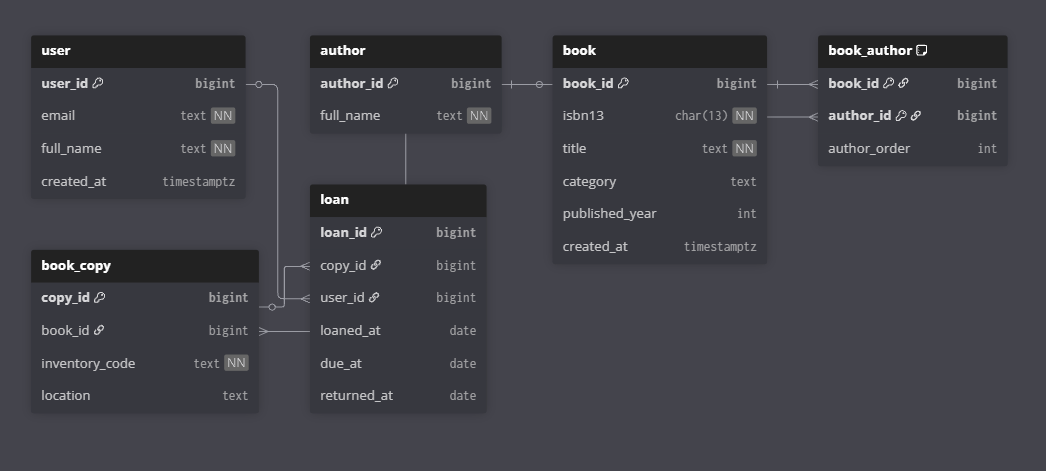 user
user_id bigint
email text NN
full_name text NN
created_at timestamptz
author
author_id bigint
full_name text NN
book
book_id bigint
isbn13 char(13) NN
title text NN
category text
published_year int
created_at timestamptz
book_author
book_id bigint
author_id bigint
author_order int
book_copy
copy_id bigint
book_id bigint
inventory_code text NN
location text
loan
loan_id bigint
copy_id bigint
user_id bigint
loaned_at date
due_at date
returned_at date